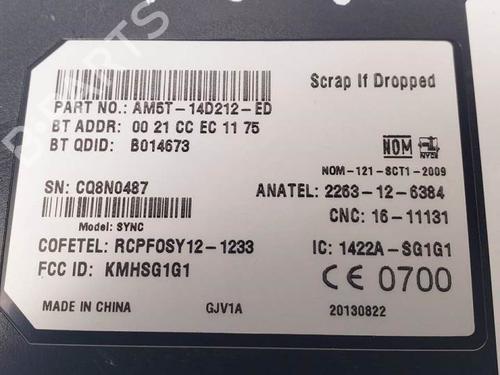 Scrap If Dropped
PART NO.: AM5T-14D212-ED
BT ADDR: 00 21 CC EC 11 75
BT QDID: B014673
NOM NYCE
NOM-121-SCT1-2009
SN: CQ8N0487
ANATEL: 2263-12-6384
Model: SYNC
CNC: 16-11131
COFETEL: RCPFOSY12-1233
IC: 1422A-SG1G1
FCC ID: KMHSG1G1
CE 0700
MADE IN CHINA
GJV1A
20130822
B-PARTS